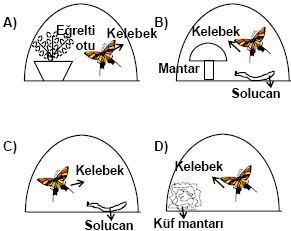 A)
Eğrelti
otu
Kelebek
B)
Kelebek
Mantar
Solucan
C)
Kelebek
Solucan
D)
Kelebek
Küf mantarı